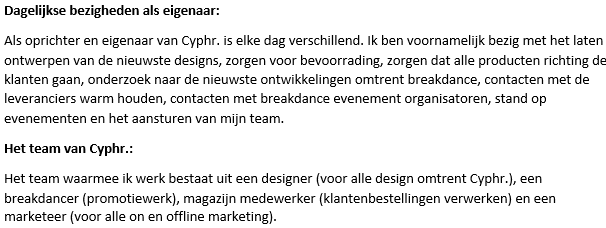 Dagelijkse bezigheden als eigenaar:
Als oprichter en eigenaar van Cyphr. is elke dag verschillend. Ik ben voornamelijk bezig met het laten
ontwerpen van de nieuwste designs, zorgen voor bevoorrading, zorgen dat alle producten richting de
klanten gaan, onderzoek naar de nieuwste ontwikkelingen omtrent breakdance, contacten met de
leveranciers warm houden, contacten met breakdance evenement organisatoren, stand op
evenementen en het aansturen van mijn team.
Het team van Cyphr.:
Het team waarmee ik werk bestaat uit een designer (voor alle design omtrent Cyphr.), een
breakdancer (promotiewerk), magazijn medewerker (klantenbestellingen verwerken) en een
marketeer (voor alle on en offline marketing).